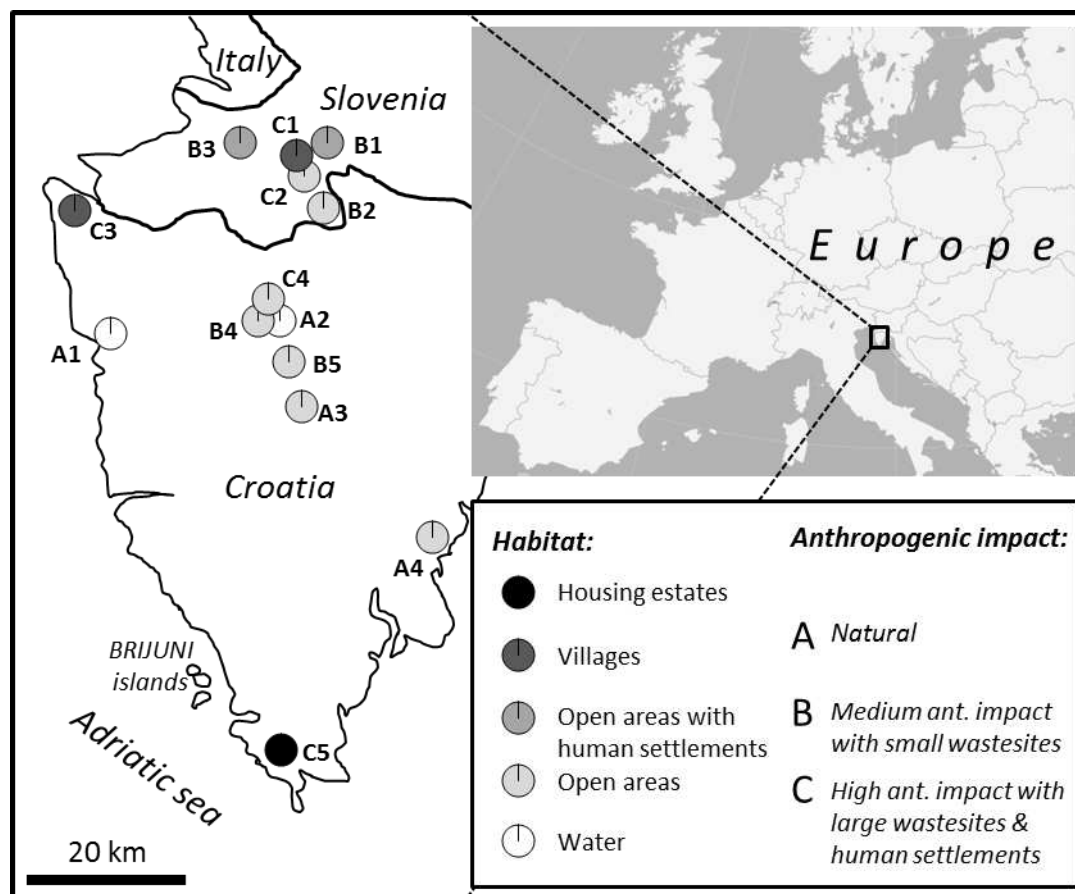 Italy
Slovenia
C1
B3
B1
C2
B2
C3
C4
B4
A2
A1
B5
A3
Croatia
A4
BRIJUNI
islands
Adriatic sea
C5
20 km
Europe
Habitat:
Housing estates
Villages
Open areas with
human settlements
Open areas
Water
Anthropogenic impact:
A Natural
B Medium ant. impact
with small wastesites
C High ant. impact with
large wastesites &
human settlements